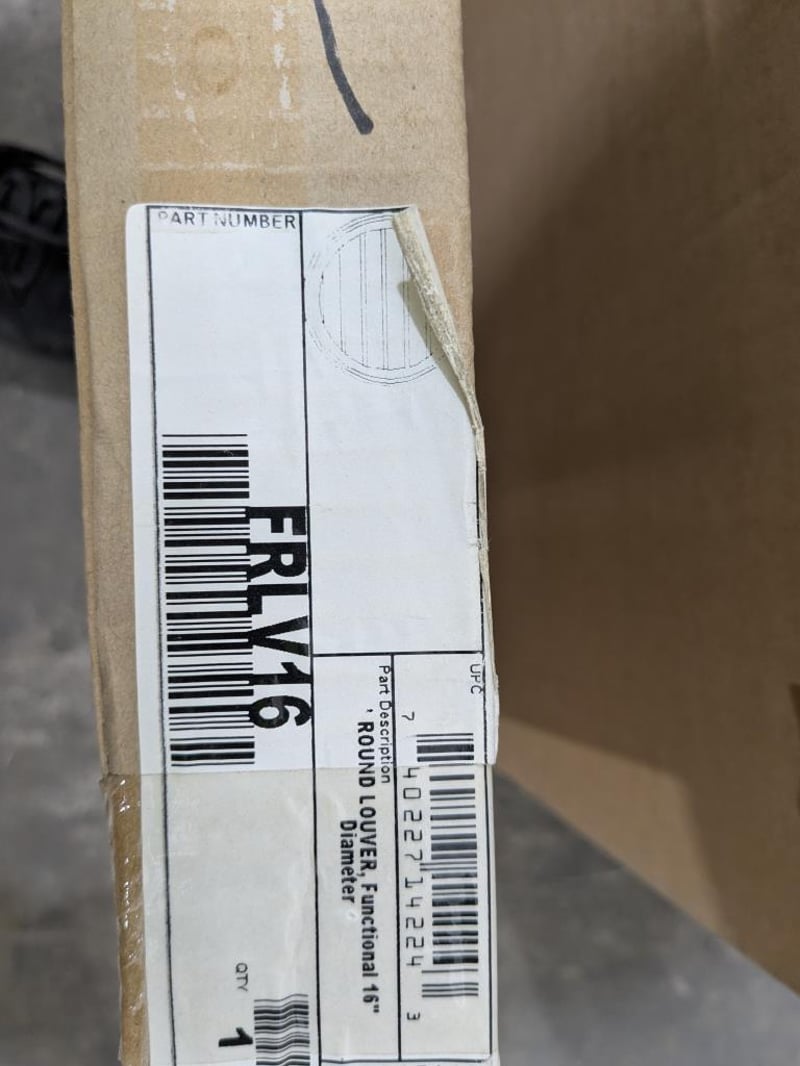 PART NUMBER
FRLV16
UPC
7 40227 14224 3
Part Description
' ROUND LOUVER, Functional 16"
Diameter
QTY
1